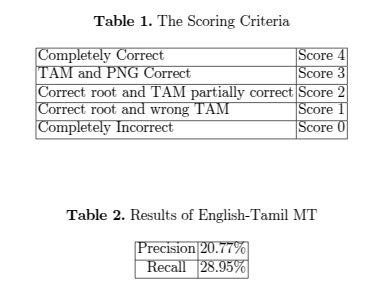 Table 1. The Scoring Criteria
Completely Correct Score 4
TAM and PNG Correct Score 3
Correct root and TAM partially correct Score 2
Correct root and wrong TAM Score 1
Completely Incorrect Score 0
Table 2. Results of English-Tamil MT
Precision 20.77%
Recall 28.95%